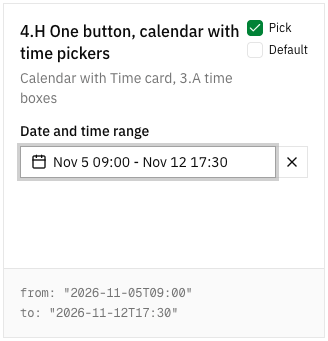 4.H One button, calendar with
time pickers
Pick
Default
Calendar with Time card, 3.A time
boxes
Date and time range
Nov 5 09:00 - Nov 12 17:30
from: "2026-11-05T09:00"
to: "2026-11-12T17:30"